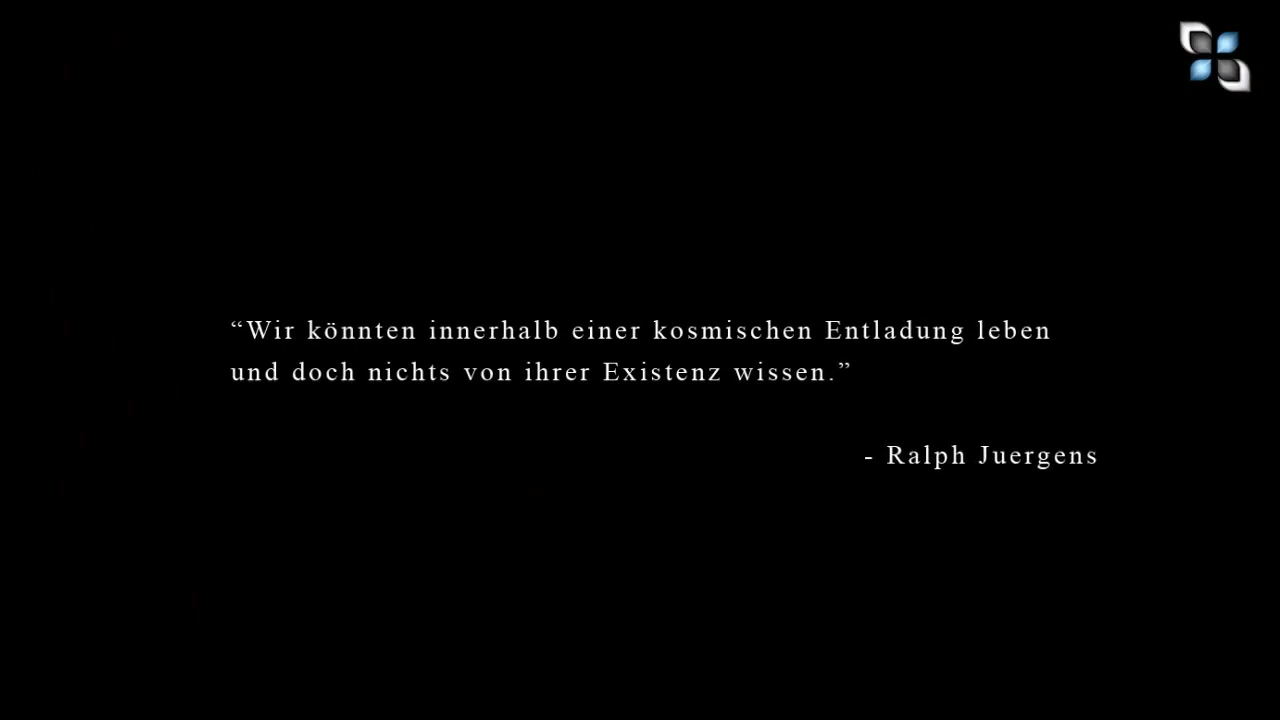 “Wir könnten innerhalb einer kosmischen Entladung leben
und doch nichts von ihrer Existenz wissen.”
- Ralph Juergens